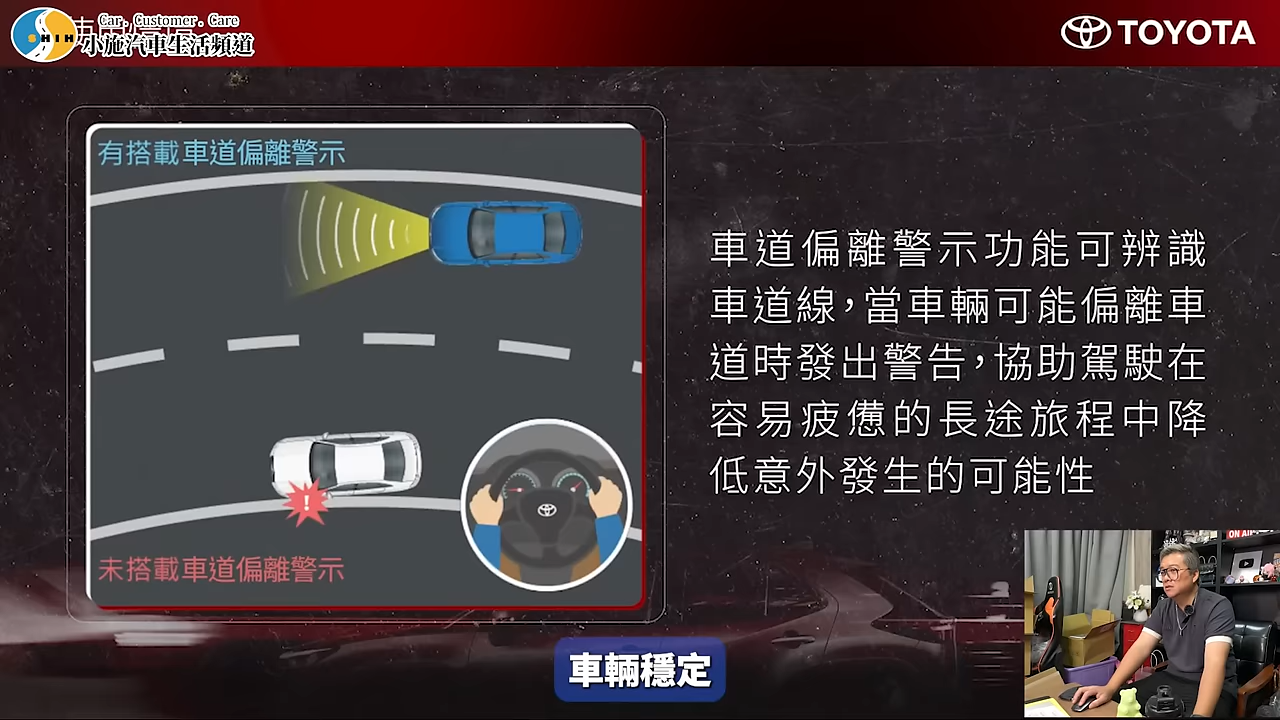 Car. Customer. Care
SHIH
小施汽車生活頻道
TOYOTA
有搭載車道偏離警示
車道偏離警示功能可辨識
車道線，當車輛可能偏離車
道時發出警告，協助駕駛在
容易疲憊的長途旅程中降
低意外發生的可能性
!
未搭載車道偏離警示
ON AIR
車輛穩定